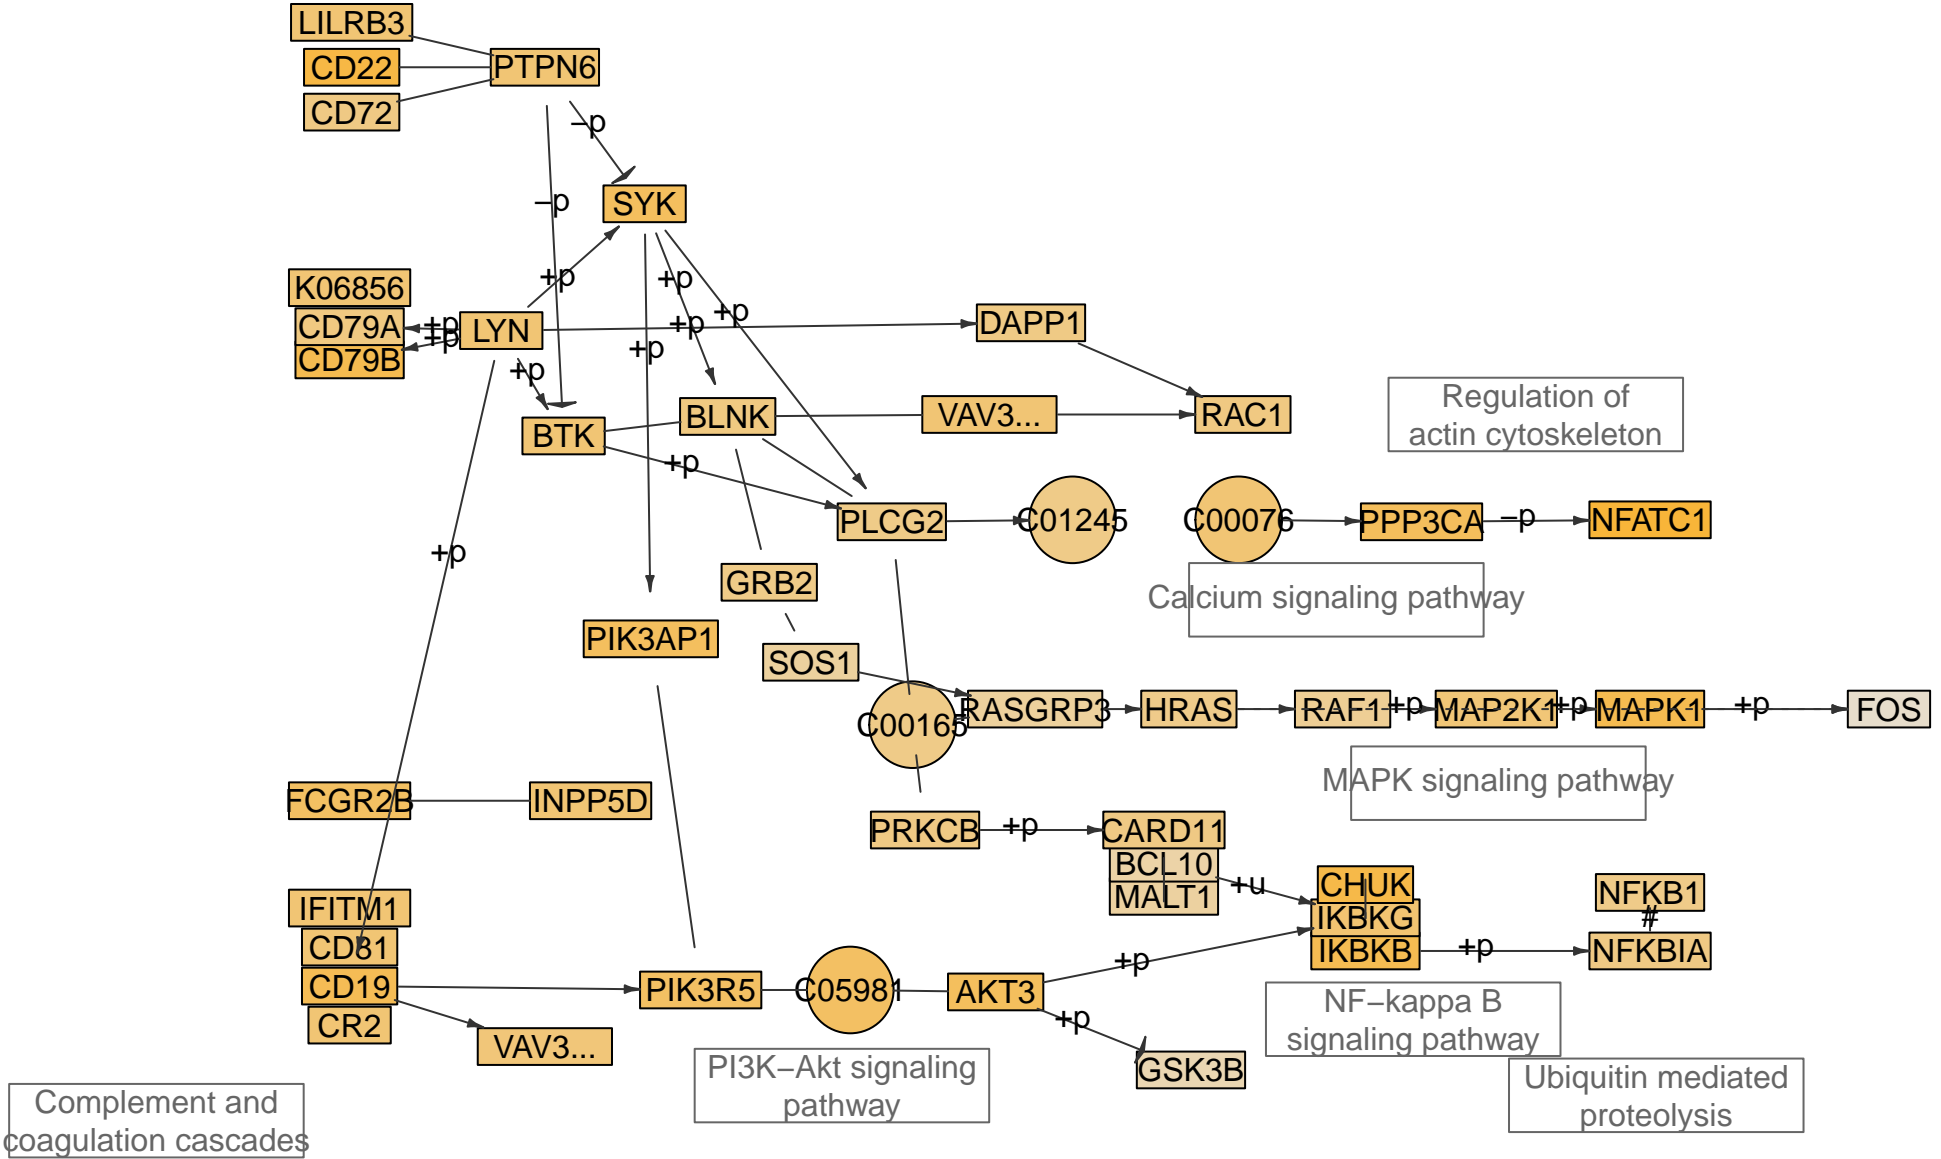 LILRB3
CD22
PTPN6
CD72
−p
SYK
−p
K06856
+p
+p
+p
CD79A
+p
LYN
+p
DAPP1
CD79B
+p
+p
+p
Regulation of
actin cytoskeleton
BTK
BLNK
VAV3...
RAC1
+p
PLCG2
C01245
C00076
PPP3CA
−p
NFATC1
+p
GRB2
Calcium signaling pathway
PIK3AP1
SOS1
C00165
RASGRP3
HRAS
RAF1
+p
MAP2K1
+p
MAPK1
+p
FOS
MAPK signaling pathway
FCGR2B
INPP5D
PRKCB
+p
CARD11
BCL10
+u
MALT1
CHUK
IKBKG
IKBKB
NFKB1
#
+p
NFKBIA
IFITM1
CD81
CD19
CR2
PIK3R5
C05981
AKT3
+p
+p
VAV3...
GSK3B
NF−kappa B
signaling pathway
PI3K−Akt signaling
pathway
Ubiquitin mediated
proteolysis
Complement and
coagulation cascades